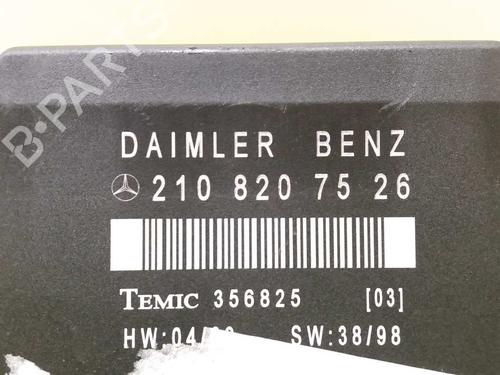 B-PARTS
DAIMLER BENZ
210 820 75 26
TEMIC 356825 [03]
SW:38/98